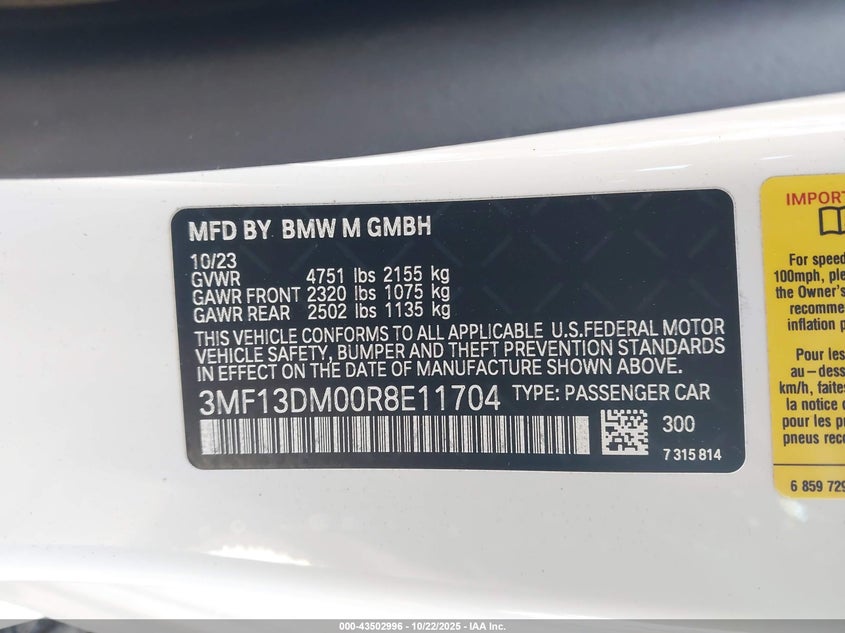 MFD BY BMW M GMBH
10/23
GVWR 4751 lbs 2155 kg
GAWR FRONT 2320 lbs 1075 kg
GAWR REAR 2502 lbs 1135 kg
THIS VEHICLE CONFORMS TO ALL APPLICABLE U.S.FEDERAL MOTOR
VEHICLE SAFETY, BUMPER AND THEFT PREVENTION STANDARDS
IN EFFECT ON THE DATE OF MANUFACTURE SHOWN ABOVE.
3MF13DM00R8E11704 TYPE: PASSENGER CAR
300
7 315 814
IMPORT
For speed
100mph, ple
the Owner's
recomme
inflation p
Pour les
au-dess
km/h, faites
la notice
pour les p
pneus reco
6 859 729
000-43502996 - 10/22/2025 - IAA Inc.